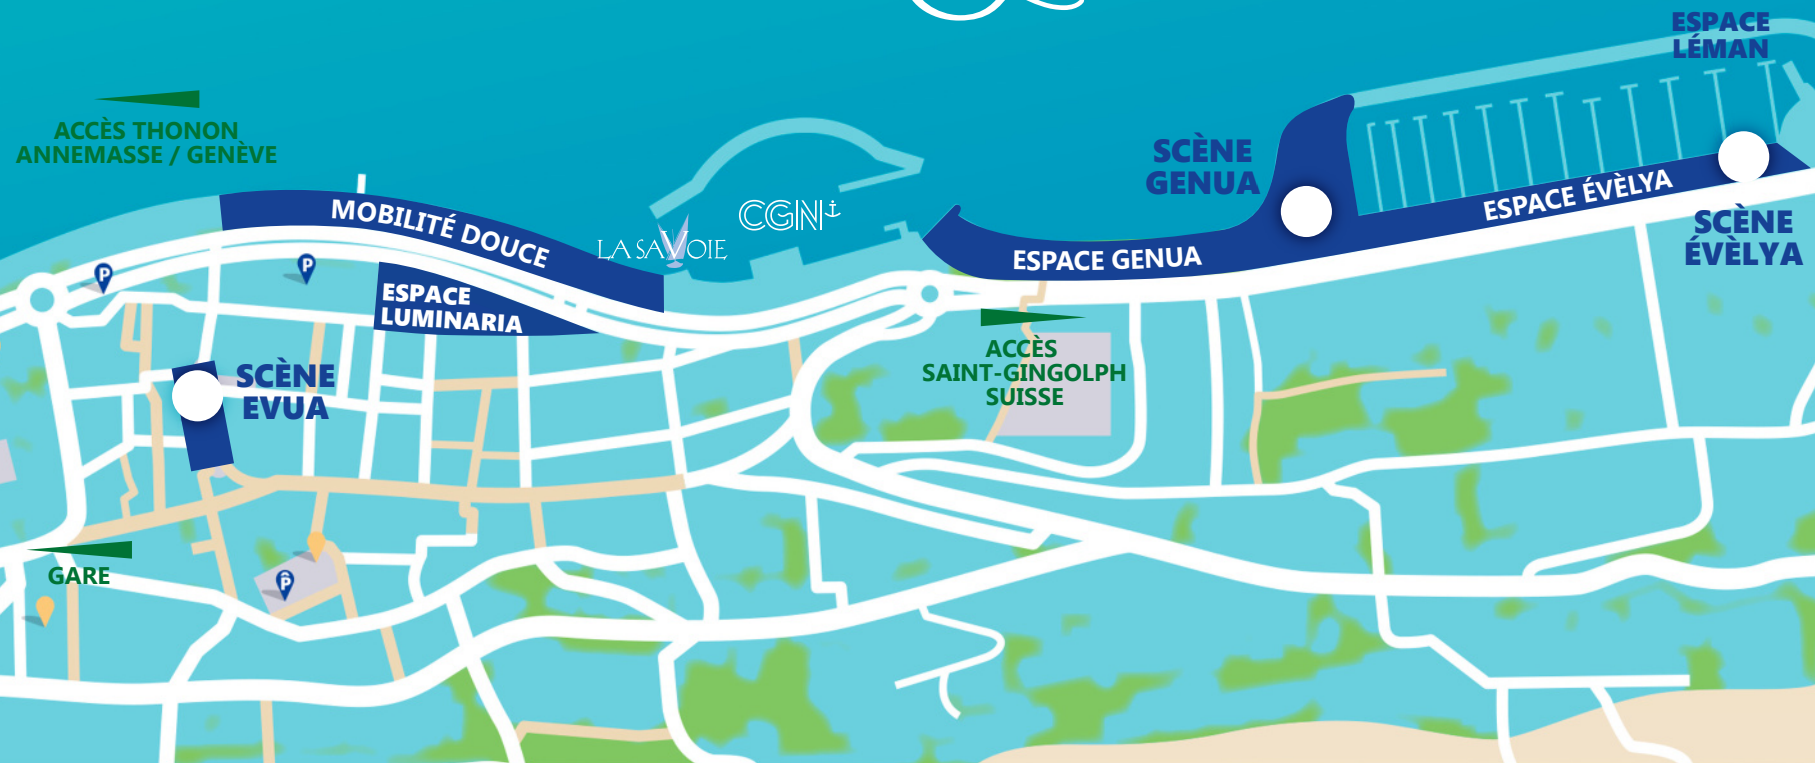 ESPACE
LÉMAN
ACCÈS THONON
ANNEMASSE / GENÈVE
SCÈNE
GENUA
MOBILITÉ DOUCE
CGN
LA SAVOIE
ESPACE ÉVÈLYA
SCÈNE
ÉVÈLYA
ESPACE GENUA
P
P
ESPACE
LUMINARIA
ACCÈS
SAINT-GINGOLPH
SUISSE
SCÈNE
EVUA
GARE
P